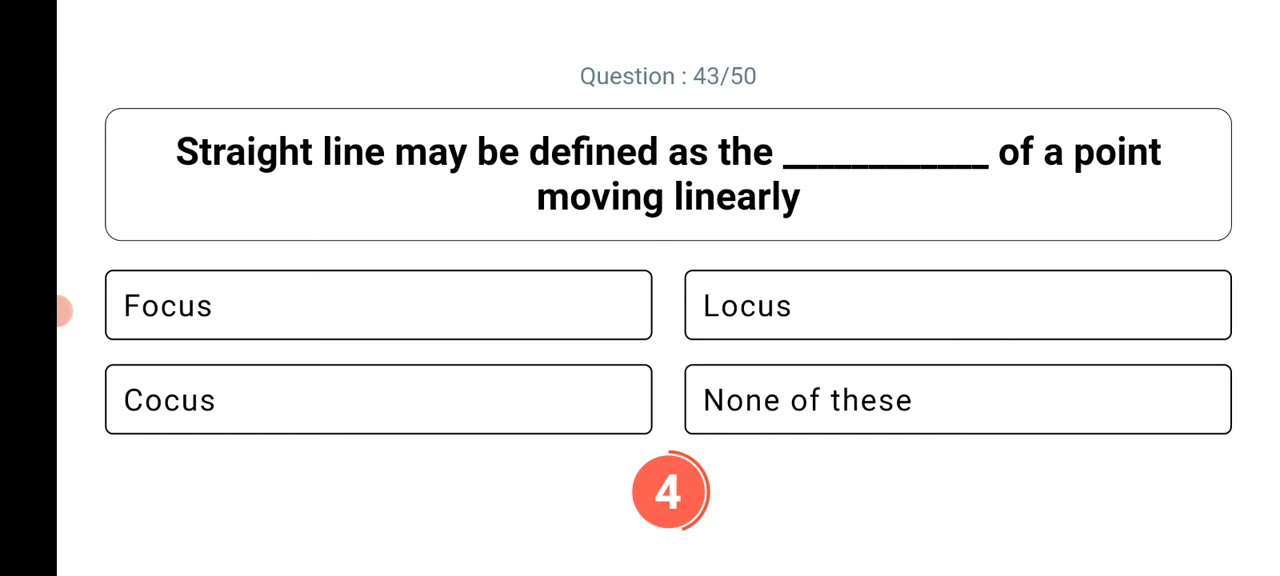 Question : 43/50
Straight line may be defined as the ____________ of a point
moving linearly
Focus
Locus
Cocus
None of these
4